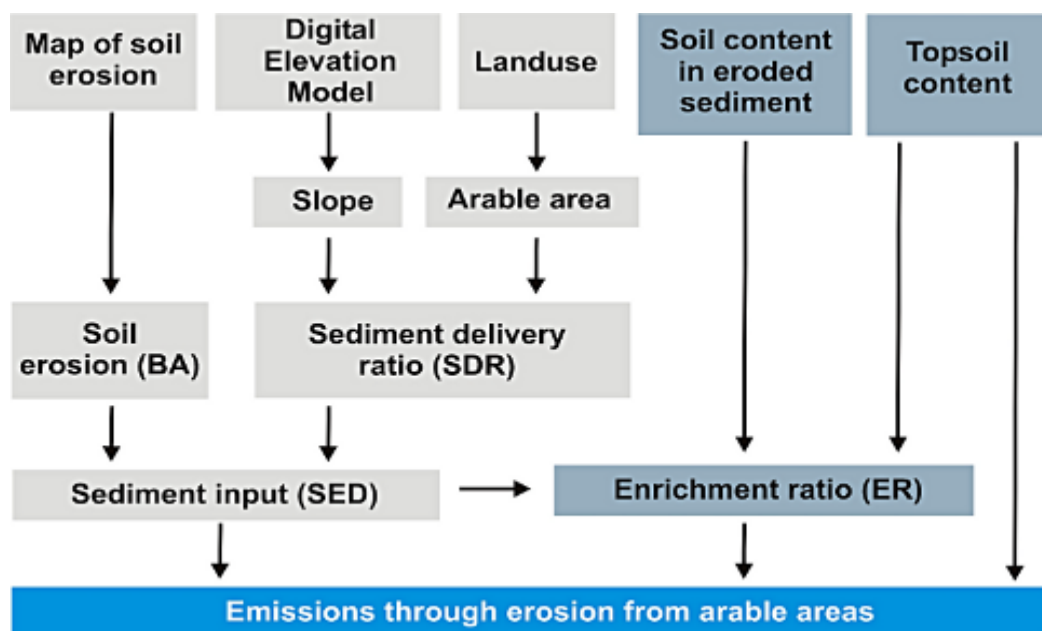 Map of soil
erosion
Digital
Elevation
Model
Landuse
Soil content
in eroded
sediment
Topsoil
content
Slope
Arable area
Soil
erosion (BA)
Sediment delivery
ratio (SDR)
Sediment input (SED)
Enrichment ratio (ER)
Emissions through erosion from arable areas